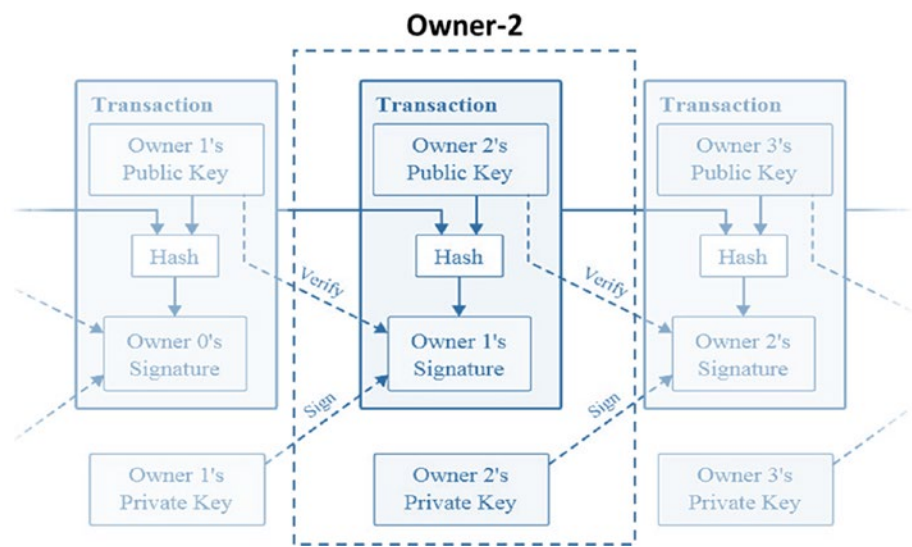 Owner-2
Transaction
Owner 1's
Public Key
Hash
Owner 0's
Signature
Owner 1's
Private Key
Verify
Sign
Transaction
Owner 2's
Public Key
Hash
Owner 1's
Signature
Owner 2's
Private Key
Verify
Sign
Transaction
Owner 3's
Public Key
Hash
Owner 2's
Signature
Owner 3's
Private Key